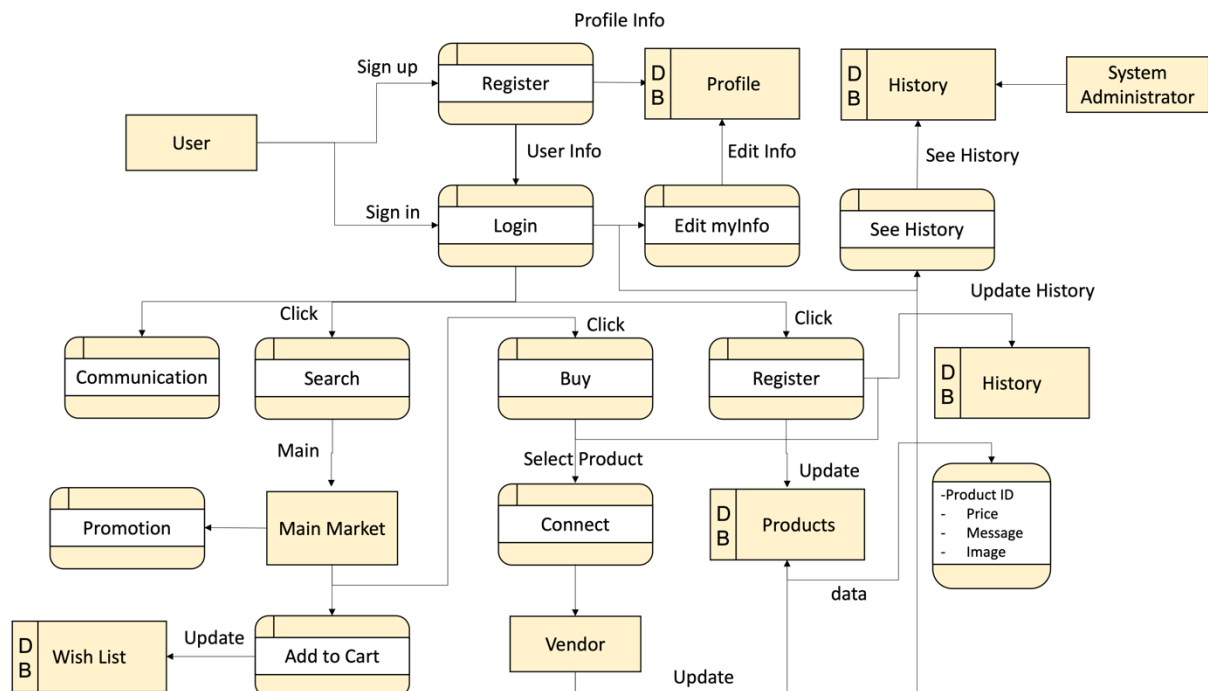 Profile Info
Sign up
Register
D
B
Profile
D
B
History
System
Administrator
User
User Info
Edit Info
See History
Sign in
Login
Edit myInfo
See History
Update History
Click
Click
Click
Communication
Search
Buy
Register
D
B
History
Main
Select Product
Update
Promotion
Main Market
Connect
D
B
Products
-Product ID
- Price
- Message
- Image
data
D
B
Wish List
Update
Add to Cart
Vendor
Update